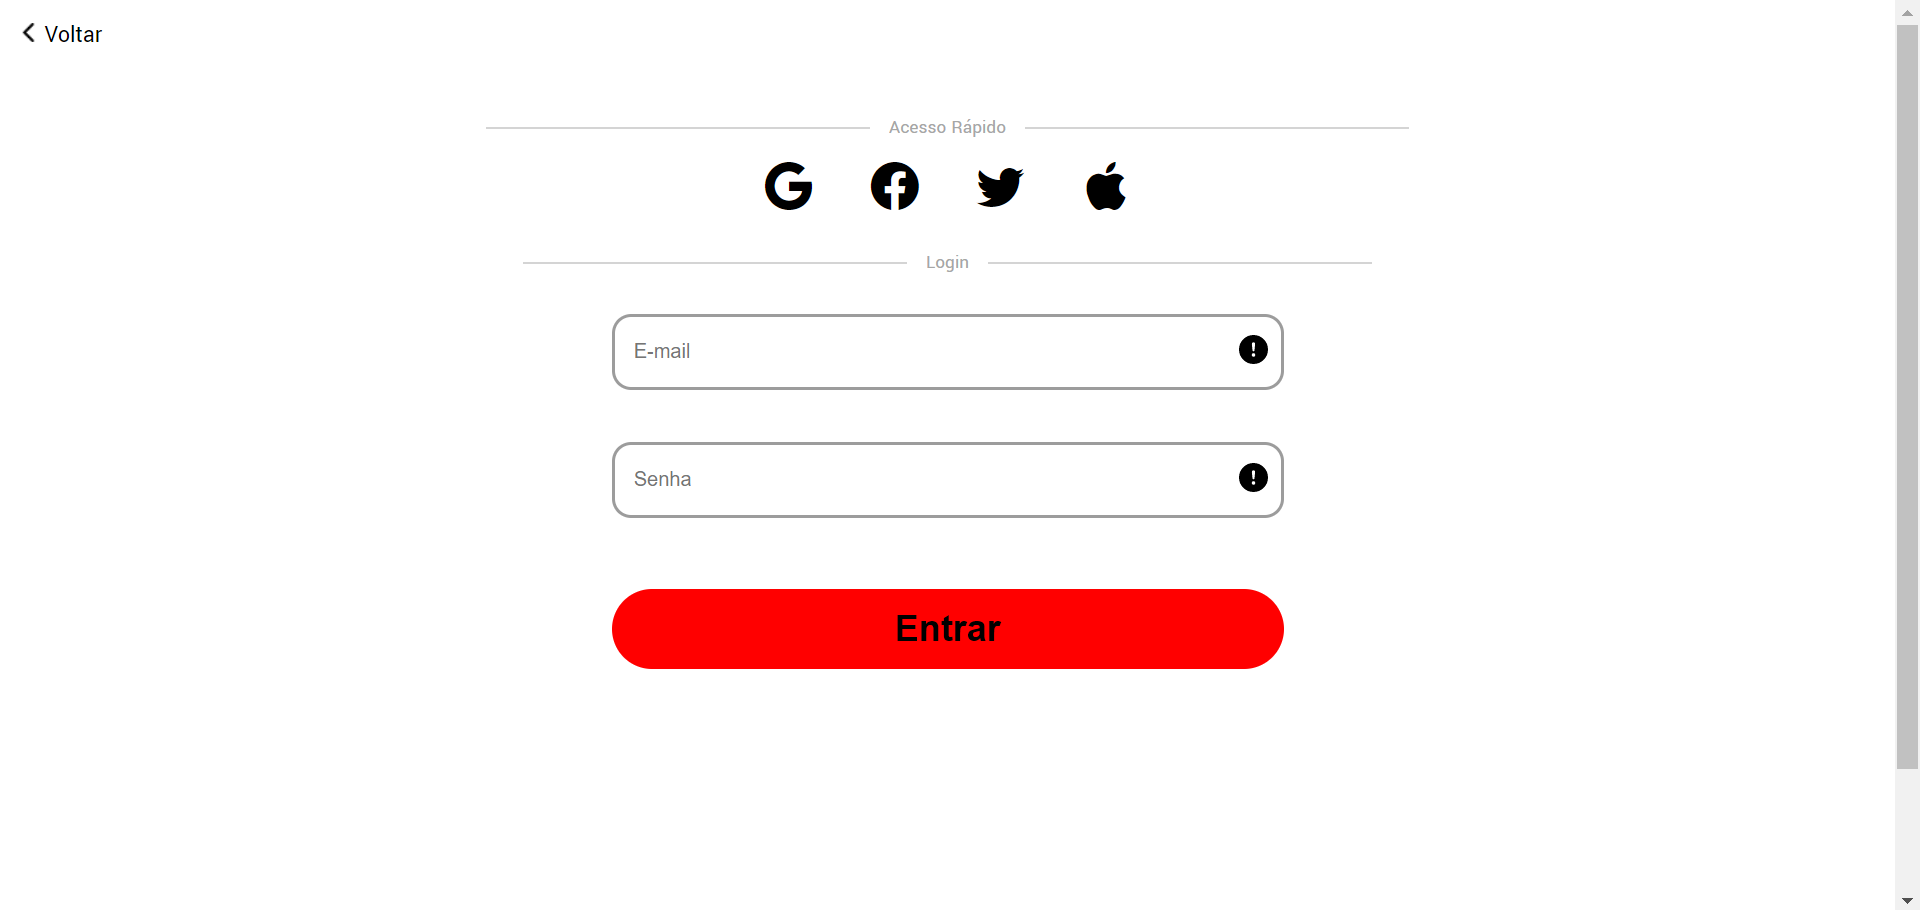 Voltar
Acesso Rápido
Login
E-mail
Senha
Entrar